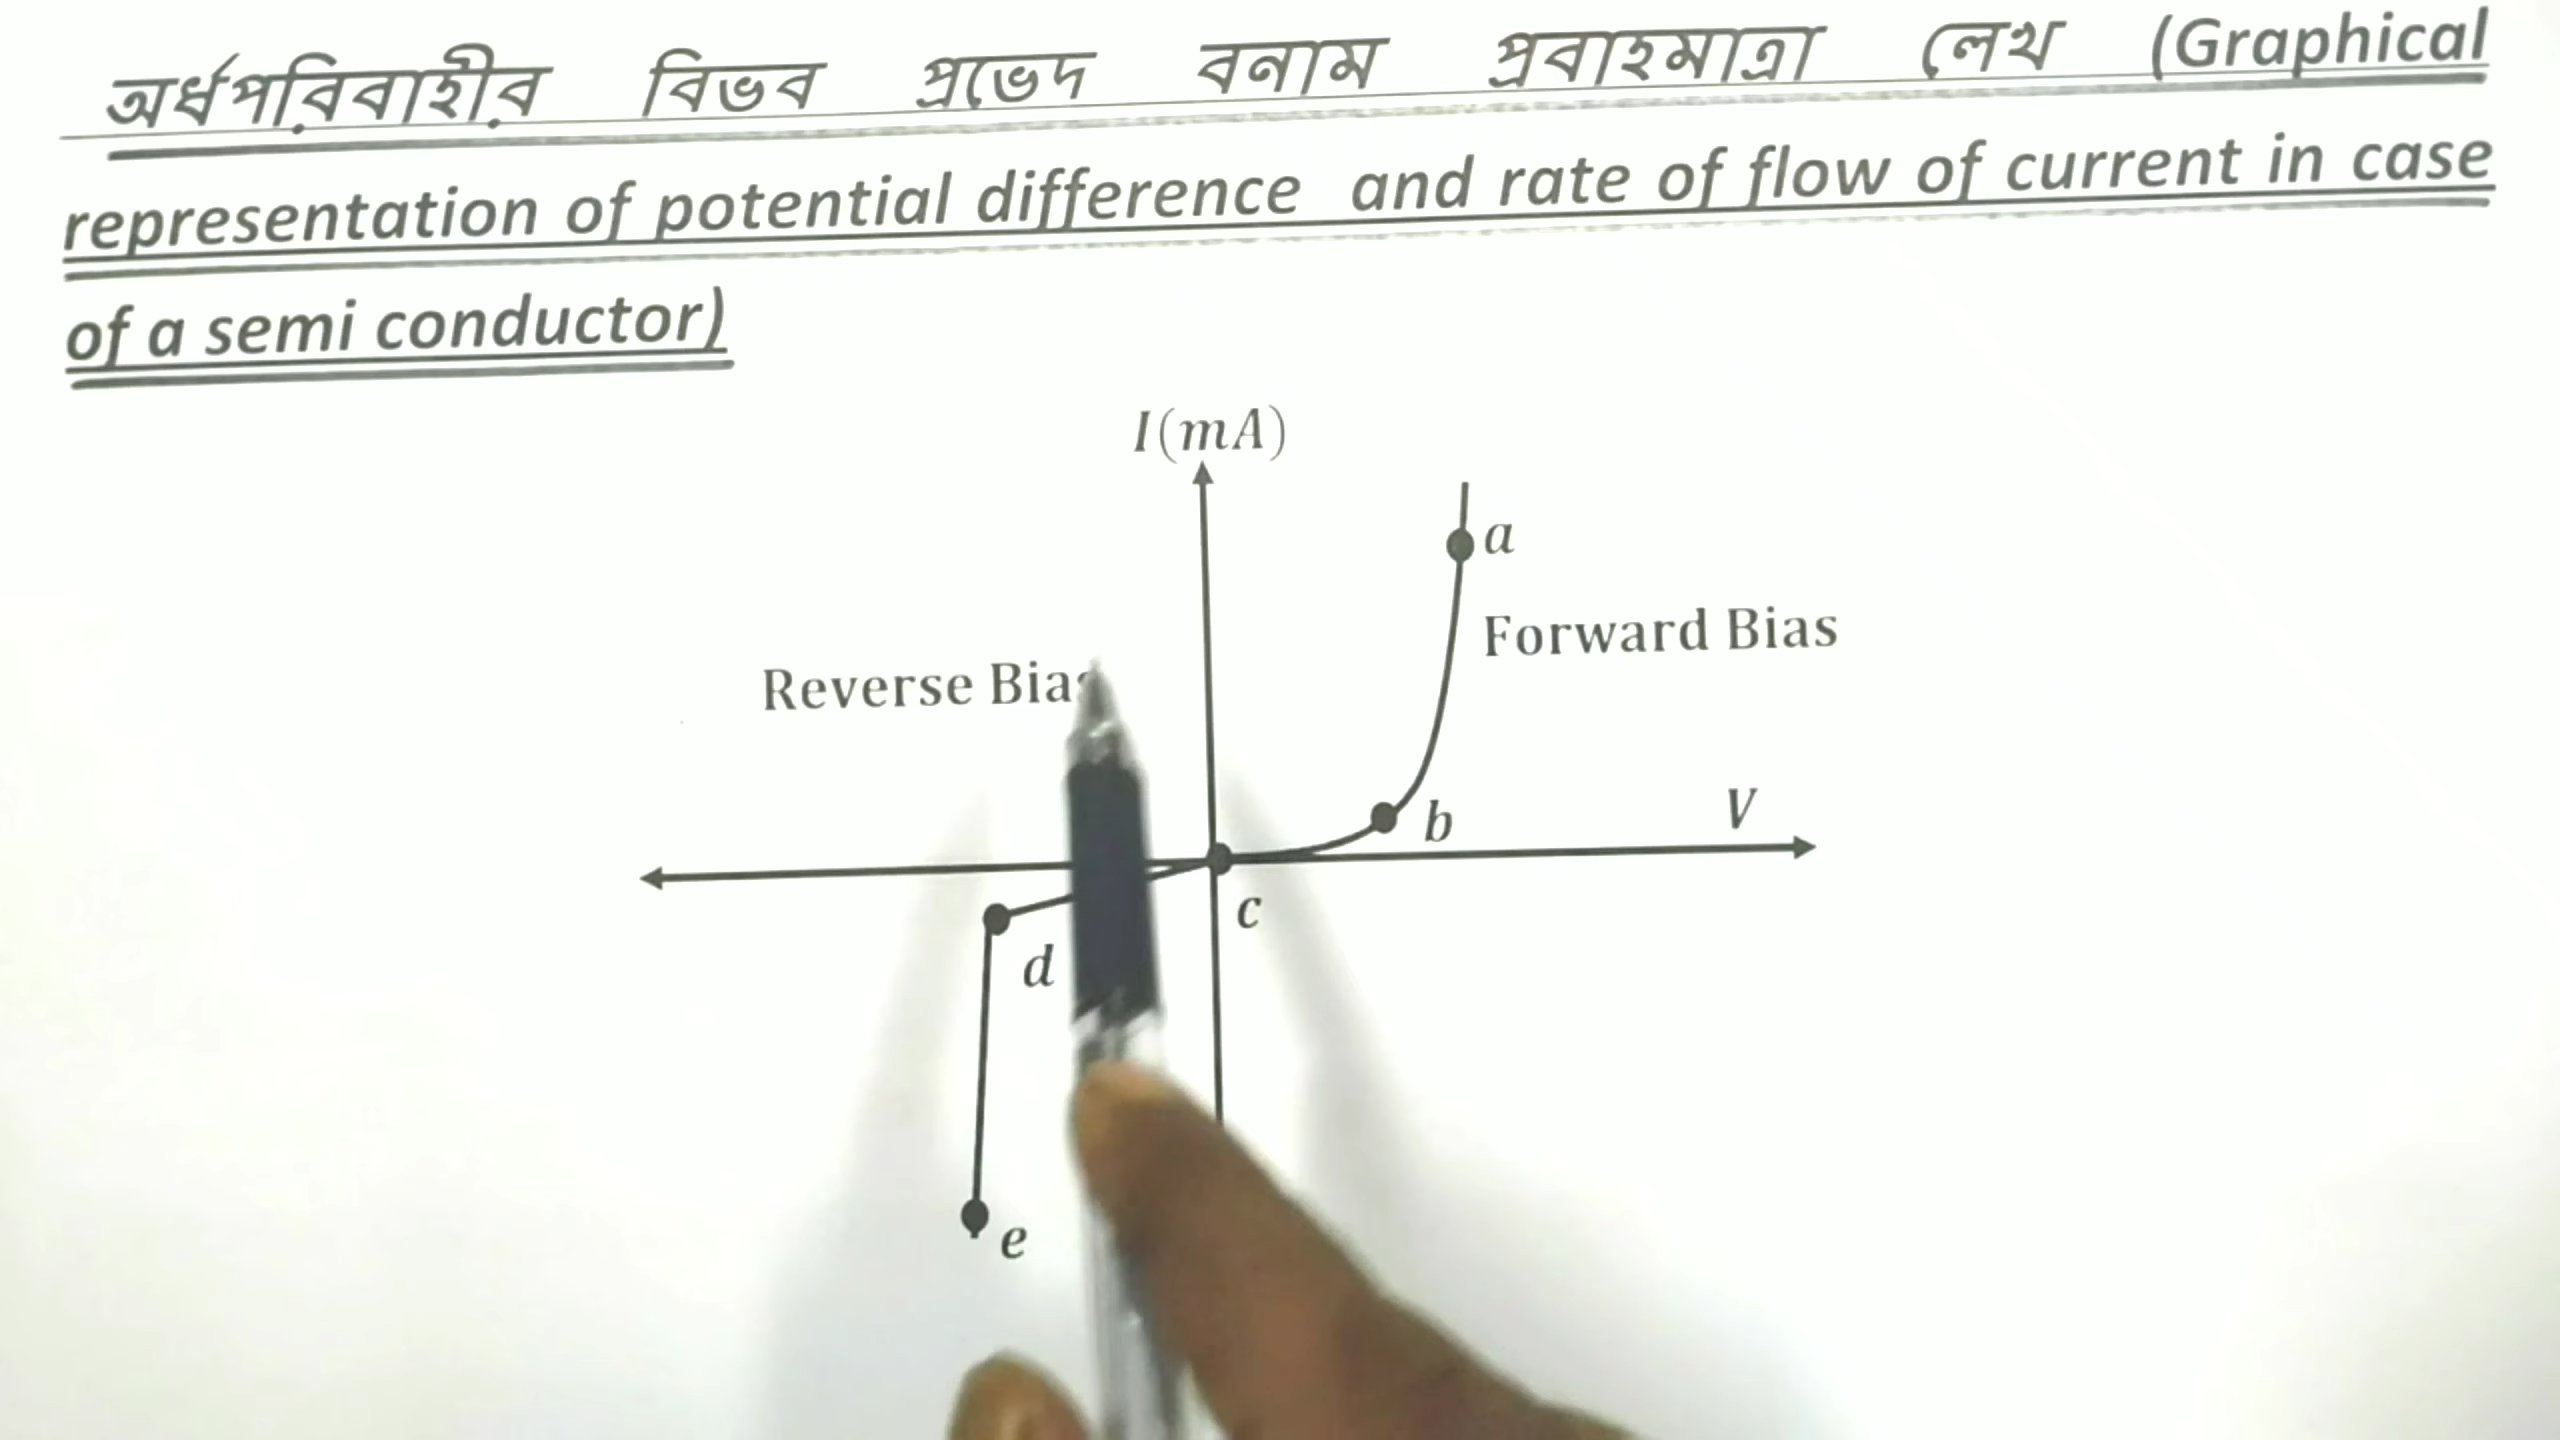 অর্ধপরিবাহীর বিভব প্রভেদ বনাম প্রবাহমাত্রা লেখ (Graphical
representation of potential difference and rate of flow of current in case
of a semi conductor)
I(mA)
a
Forward Bias
Reverse
V
b
c
d
e